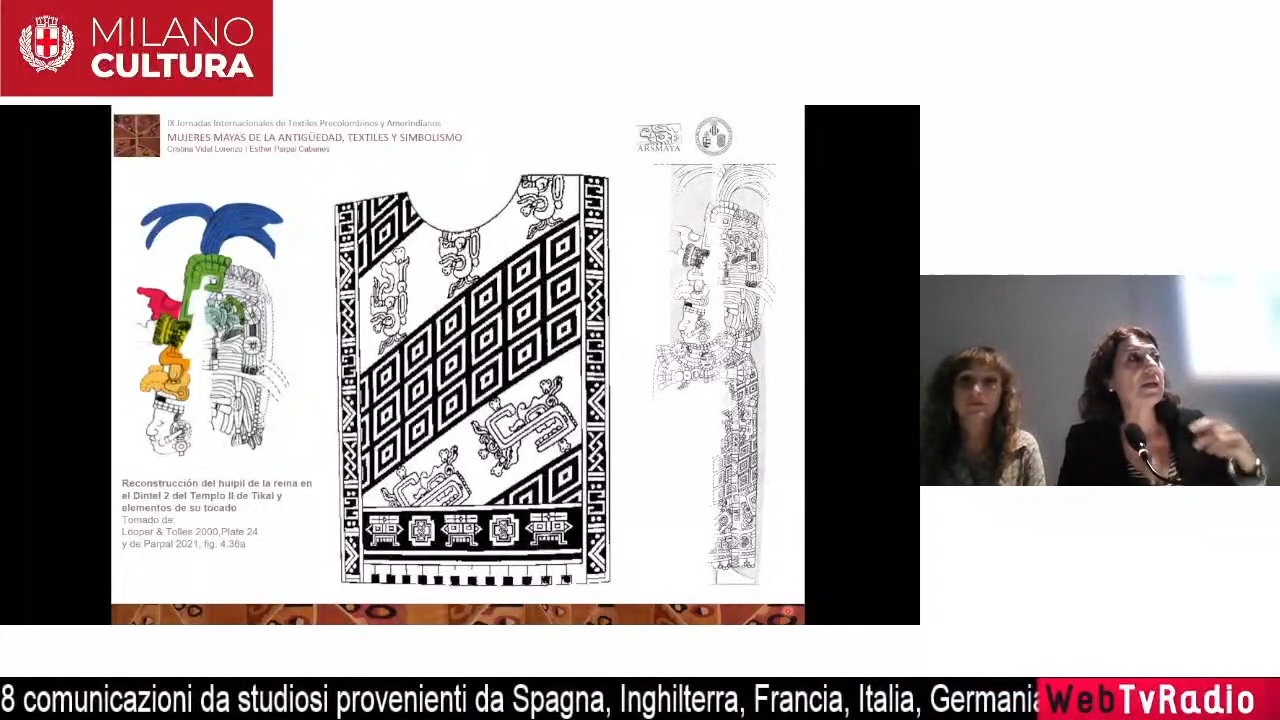 MILANO
CULTURA
IX Jornadas Internacionales de Textiles Precolombinos y Amerindianos
MUJERES MAYAS DE LA ANTIGÜEDAD, TEXTILES Y SIMBOLISMO
Cristina Vidal Lorenzo | Esther Parpal Cabanes
ARSMAYA
Reconstrucción del huipil de la reina en
el Dintel 2 del Templo II de Tikal y
elementos de su tocado
Tomado de:
Looper & Tolles 2000,Plate 24
y de Parpal 2021, fig. 4.36a
8 comunicazioni da studiosi provenienti da Spagna, Inghilterra, Francia, Italia, Germania
WebTvRadio